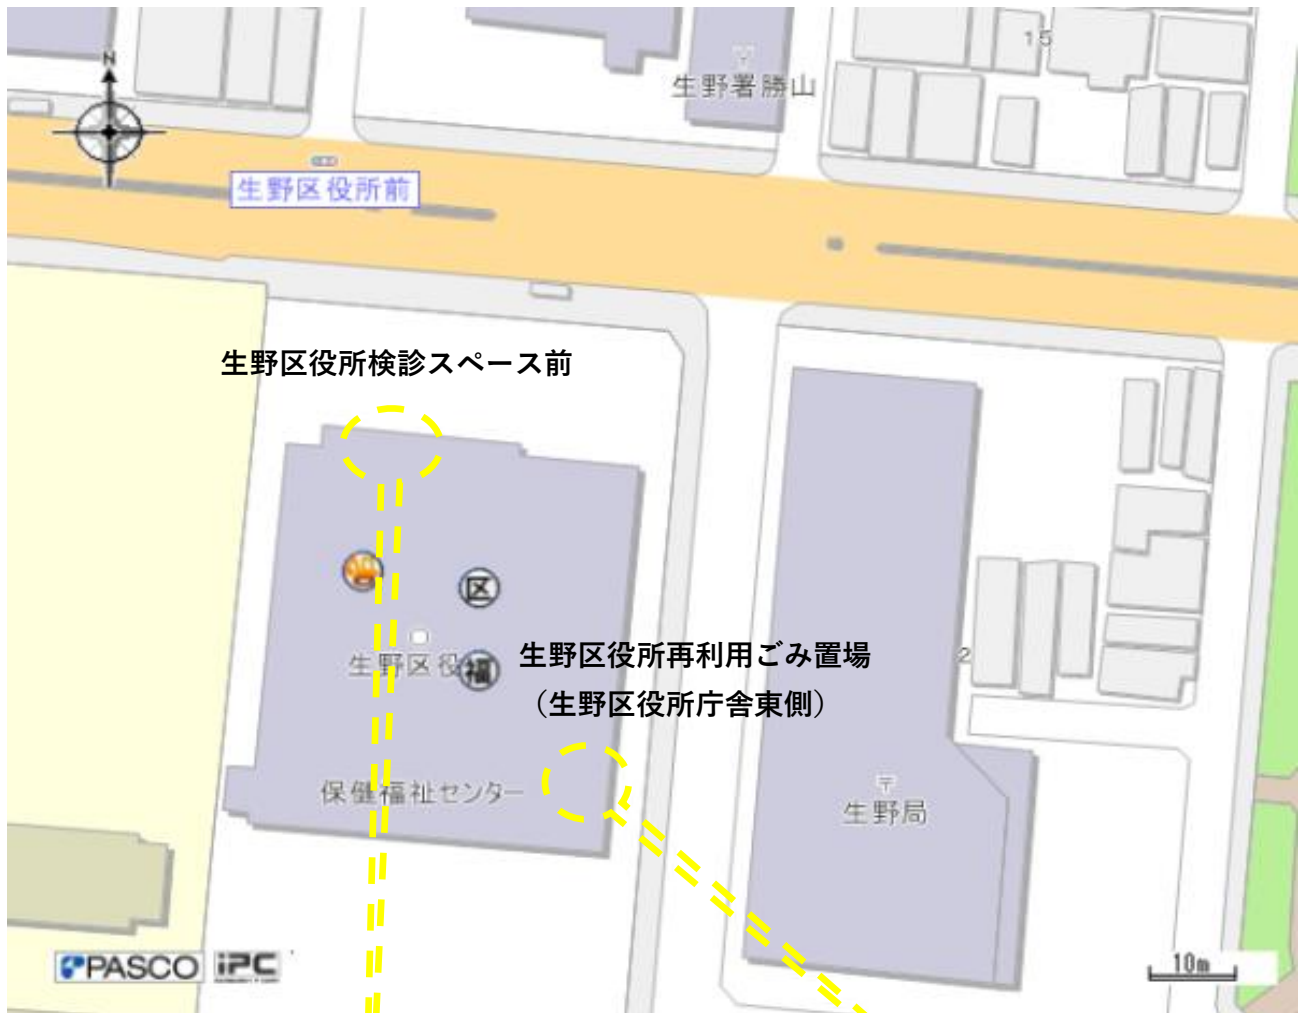 15
〒
生野署勝山
N
生野区役所前
生野区役所検診スペース前
区
生野区役
福
生野区役所再利用ごみ置場
（生野区役所庁舎東側）
2
保健福祉センター
〒
生野局
PASCO iPC
10m